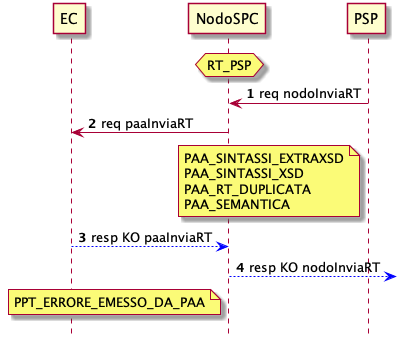 EC
NodoSPC
PSP
RT_PSP
1 req nodoInviaRT
2 req paaInviaRT
PAA_SINTASSI_EXTRAXSD
PAA_SINTASSI_XSD
PAA_RT_DUPLICATA
PAA_SEMANTICA
3 resp KO paaInviaRT
4 resp KO nodoInviaRT
PPT_ERRORE_EMESSO_DA_PAA